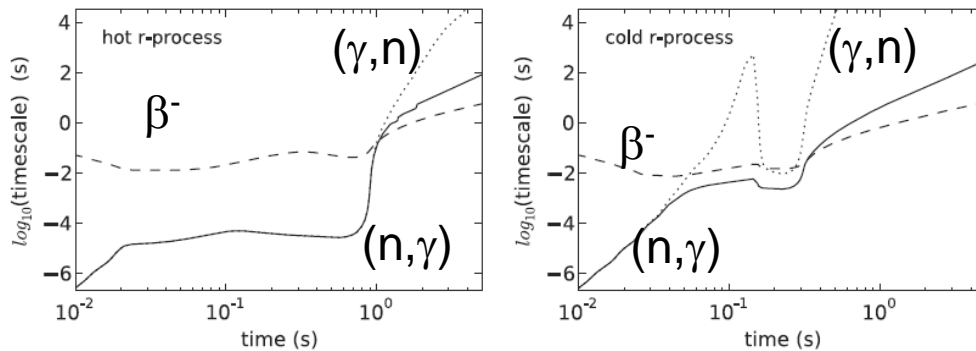 hot r-process
(γ,n)
β⁻
(n,γ)
log₁₀(timescale) (s)
4
2
0
−2
−4
−6
10⁻²
10⁻¹
10⁰
time (s)
cold r-process
(γ,n)
β⁻
(n,γ)
log₁₀(timescale) (s)
4
2
0
−2
−4
−6
10⁻²
10⁻¹
10⁰
time (s)